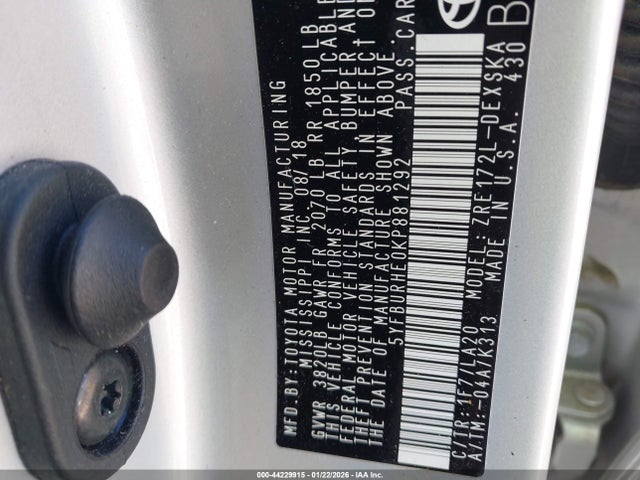 MFD.BY:TOYOTA MOTOR MANUFACTURING
MISSISSIPPI INC. 08/18
GVWR 3820LB GAWR FR 2070 LB RR 1850 LB
THIS VEHICLE CONFORMS TO ALL APPLICABLE
FEDERAL MOTOR VEHICLE SAFETY BUMPER AND
THEFT PREVENTION STANDARDS IN EFFECT ON
THE DATE OF MANUFACTURE SHOWN ABOVE.
5YFBURHE0KP881292 PASS.CAR
C/TR: 1F7/LA20 MODEL: ZRE172L-DEXSKA
A/TM:-04A/K313 MADE IN U.S.A. 430 B
TOYOTA
000-44229915 - 01/22/2026 - IAA Inc.